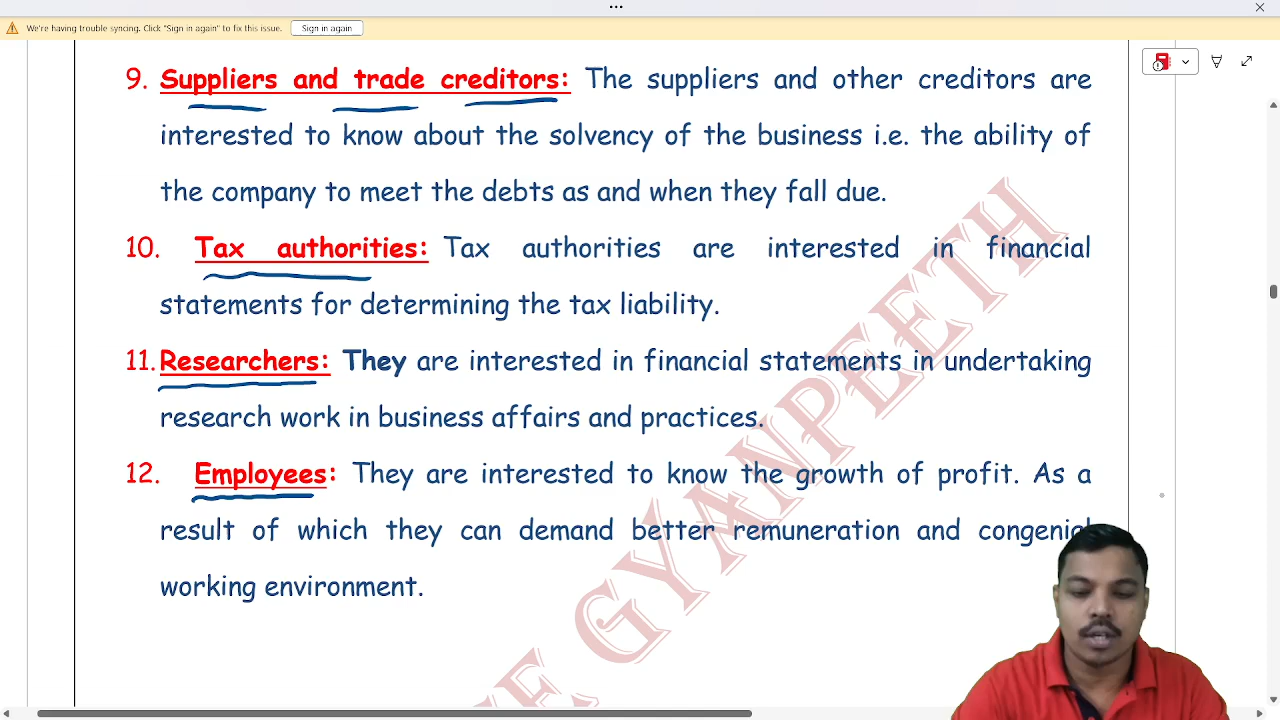 We're having trouble syncing. Click "Sign in again" to fix this issue. Sign in again
9. Suppliers and trade creditors: The suppliers and other creditors are
interested to know about the solvency of the business i.e. the ability of
the company to meet the debts as and when they fall due.
10. Tax authorities: Tax authorities are interested in financial
statements for determining the tax liability.
11. Researchers: They are interested in financial statements in undertaking
research work in business affairs and practices.
12. Employees: They are interested to know the growth of profit. As a
result of which they can demand better remuneration and congenial
working environment.
GYANPEETH